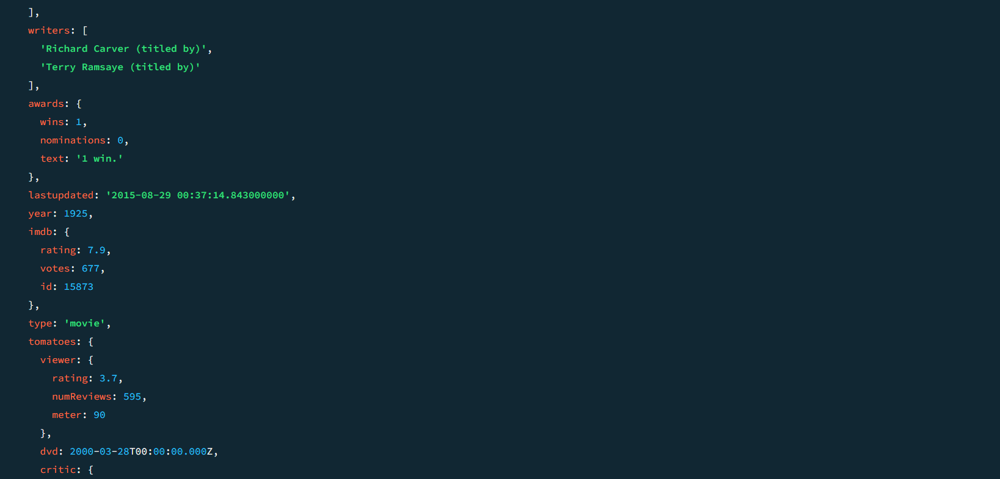 ],
writers: [
'Richard Carver (titled by)',
'Terry Ramsaye (titled by)'
],
awards: {
wins: 1,
nominations: 0,
text: '1 win.'
},
lastupdated: '2015-08-29 00:37:14.843000000',
year: 1925,
imdb: {
rating: 7.9,
votes: 677,
id: 15873
},
type: 'movie',
tomatoes: {
viewer: {
rating: 3.7,
numReviews: 595,
meter: 90
},
dvd: 2000-03-28T00:00:00.000Z,
critic: {